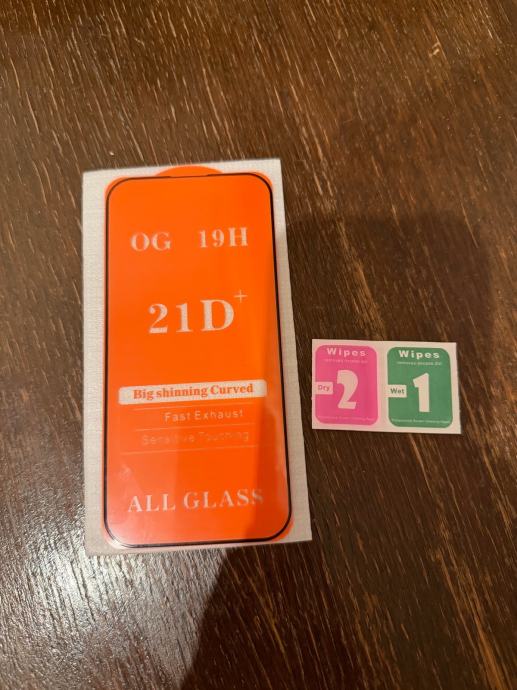 OG 19H
21D+
Big shinning Curved
Fast Exhaust
Sensitive Touching
ALL GLASS
Wipes
Dry
2
Wipes
Wet
1